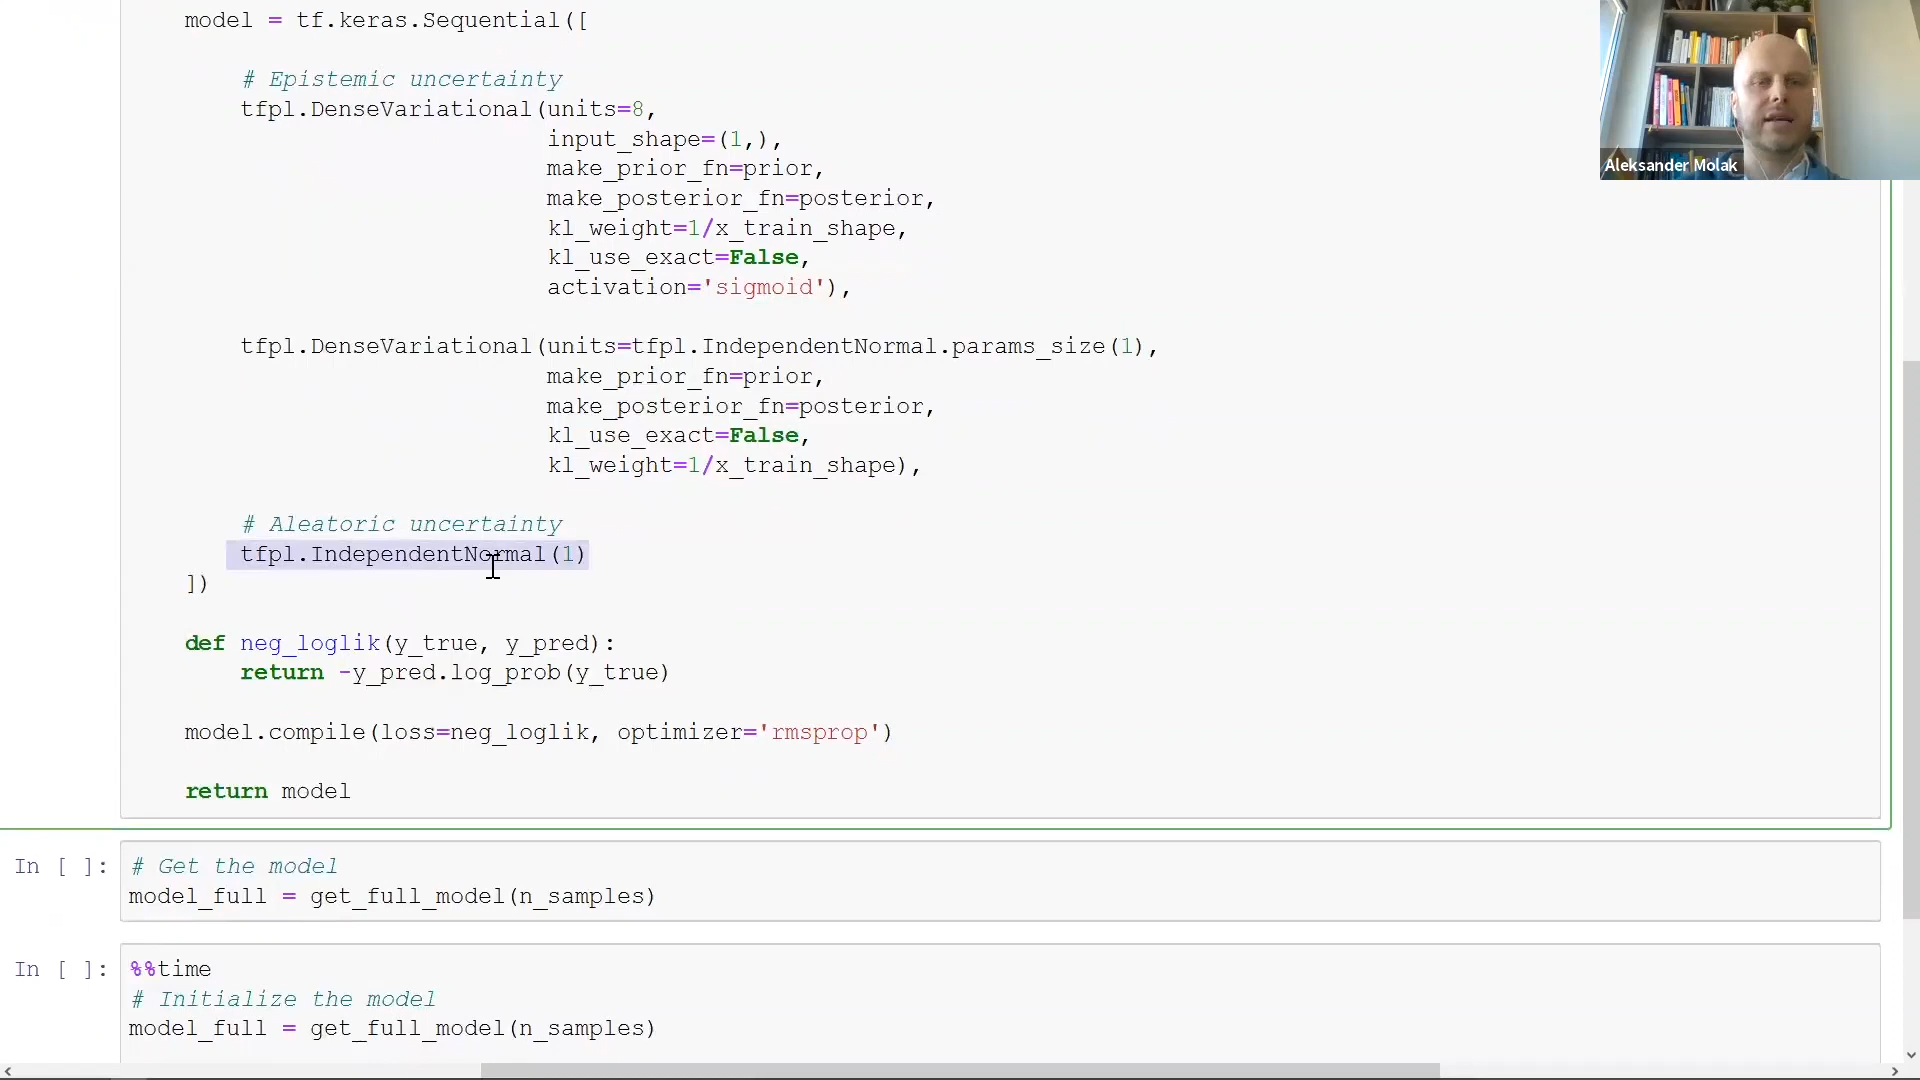 model = tf.keras.Sequential([
# Epistemic uncertainty
tfpl.DenseVariational(units=8,
input_shape=(1,),
make_prior_fn=prior,
make_posterior_fn=posterior,
kl_weight=1/x_train_shape,
kl_use_exact=False,
activation='sigmoid'),
tfpl.DenseVariational(units=tfpl.IndependentNormal.params_size(1),
make_prior_fn=prior,
make_posterior_fn=posterior,
kl_use_exact=False,
kl_weight=1/x_train_shape),
# Aleatoric uncertainty
tfpl.IndependentNormal(1)
])
def neg_loglik(y_true, y_pred):
return -y_pred.log_prob(y_true)
model.compile(loss=neg_loglik, optimizer='rmsprop')
return model
In [ ]: # Get the model
model_full = get_full_model(n_samples)
In [ ]: %%time
# Initialize the model
model_full = get_full_model(n_samples)
Aleksander Molak